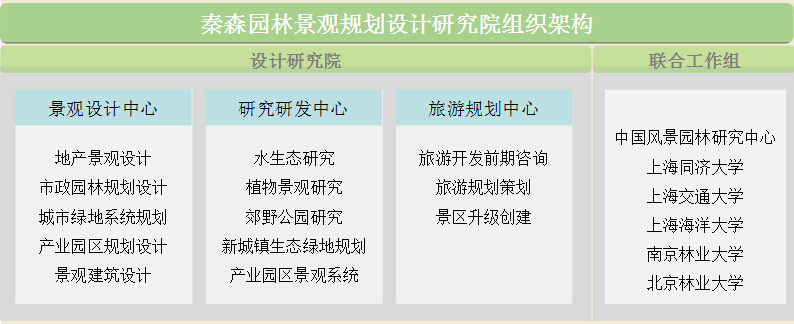 秦森园林景观规划设计研究院组织架构
设计研究院
联合工作组
景观设计中心
地产景观设计
市政园林规划设计
城市绿地系统规划
产业园区规划设计
景观建筑设计
研究研发中心
水生态研究
植物景观研究
郊野公园研究
新城镇生态绿地规划
产业园区景观系统
旅游规划中心
旅游开发前期咨询
旅游规划策划
景区升级创建
中国风景园林研究中心
上海同济大学
上海交通大学
上海海洋大学
南京林业大学
北京林业大学